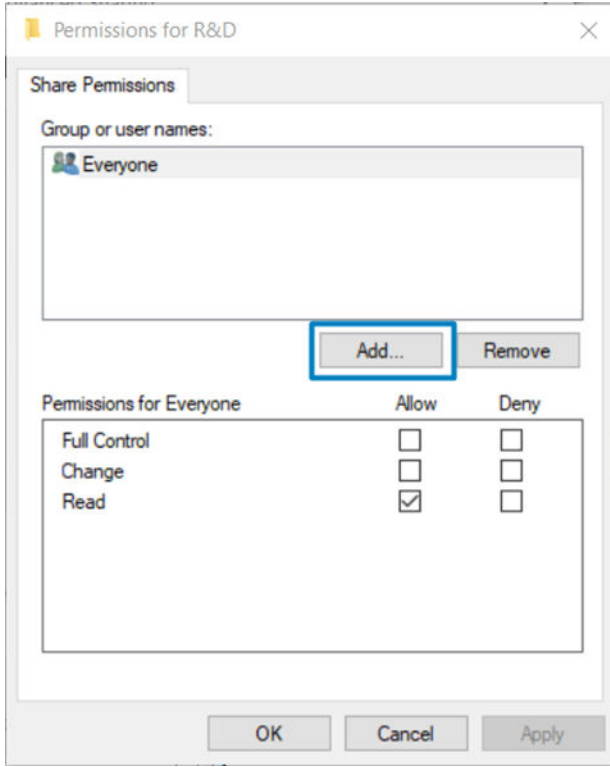 Permissions for R&D
Share Permissions
Group or user names:
Everyone
Add...
Remove
Permissions for Everyone Allow Deny
Full Control
Change
Read
OK Cancel Apply